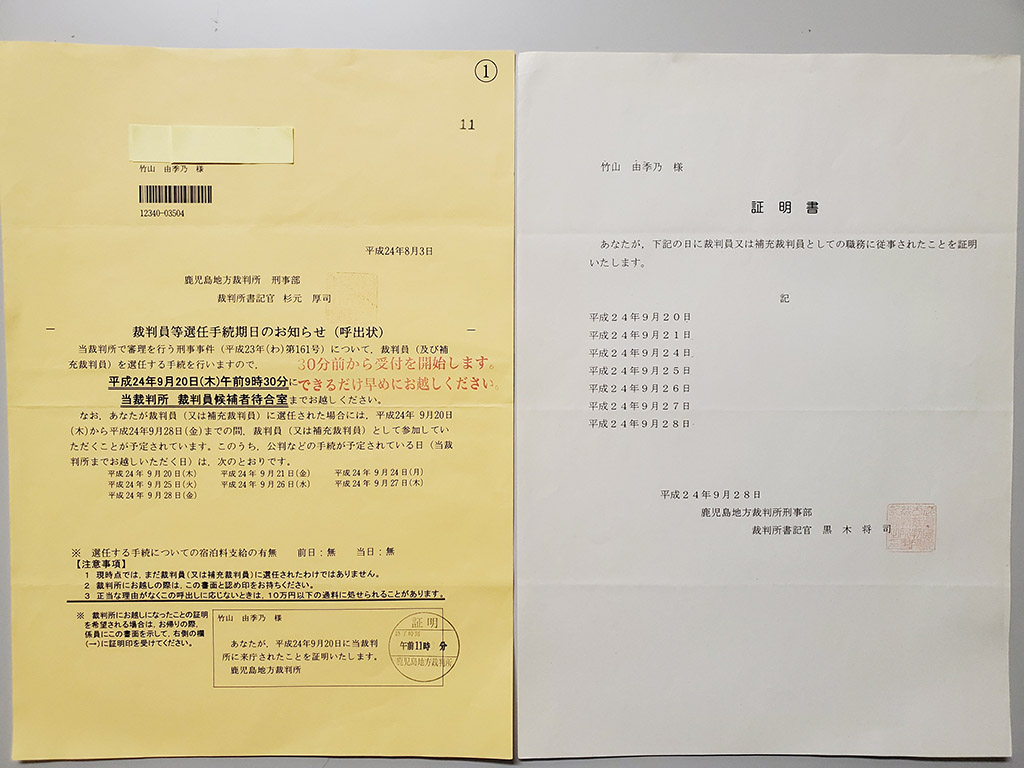 ①
11
竹山 由季乃 様
12340-03504
平成24年8月3日
鹿児島地方裁判所 刑事部
裁判所書記官 杉元 厚司
裁判員等選任手続期日のお知らせ（呼出状）
当裁判所で審理を行う刑事事件（平成23年(わ)第161号）について，裁判員（及び補
充裁判員）を選任する手続を行いますので，
30分前から受付を開始します。
平成24年9月20日(木)午前9時30分に
できるだけ早めにお越しください。
当裁判所 裁判員候補者待合室までお越しください。
なお，あなたが裁判員（又は補充裁判員）に選任された場合には，平成24年 9月20日
(木)から平成24年9月28日(金)までの間，裁判員（又は補充裁判員）として参加してい
ただくことが予定されています。このうち，公判などの手続が予定されている日（当裁
判所までお越しいただく日）は，次のとおりです。
平成24年 9月20日(木) 平成24年 9月21日(金) 平成24年 9月24日(月)
平成24年 9月25日(火) 平成24年 9月26日(水) 平成24年 9月27日(木)
平成24年 9月28日(金)
※ 選任する手続についての宿泊料支給の有無 前日：無 当日：無
【注意事項】
1 現時点では，まだ裁判員（又は補充裁判員）に選任されたわけではありません。
2 裁判所にお越しの際は，この書面と認め印をお持ちください。
3 正当な理由がなくこの呼出しに応じないときは，10万円以下の過料に処せられることがあります。
※ 裁判所にお越しになったことの証明
を希望される場合は，お帰りの際，
係員にこの書面を示して，右側の欄
(→)に証明印を受けてください。
竹山 由季乃 様
あなたが，平成24年9月20日に当裁判
所に来庁されたことを証明いたします。
鹿児島地方裁判所
証明
終了時刻
午前11時 分
鹿児島地方裁判所
竹山 由季乃 様
証明書
あなたが，下記の日に裁判員又は補充裁判員としての職務に従事されたことを証明
いたします。
記
平成２４年９月２０日
平成２４年９月２１日
平成２４年９月２４日
平成２４年９月２５日
平成２４年９月２６日
平成２４年９月２７日
平成２４年９月２８日
平成２４年９月２８日
鹿児島地方裁判所刑事部
裁判所書記官 黒木 将司